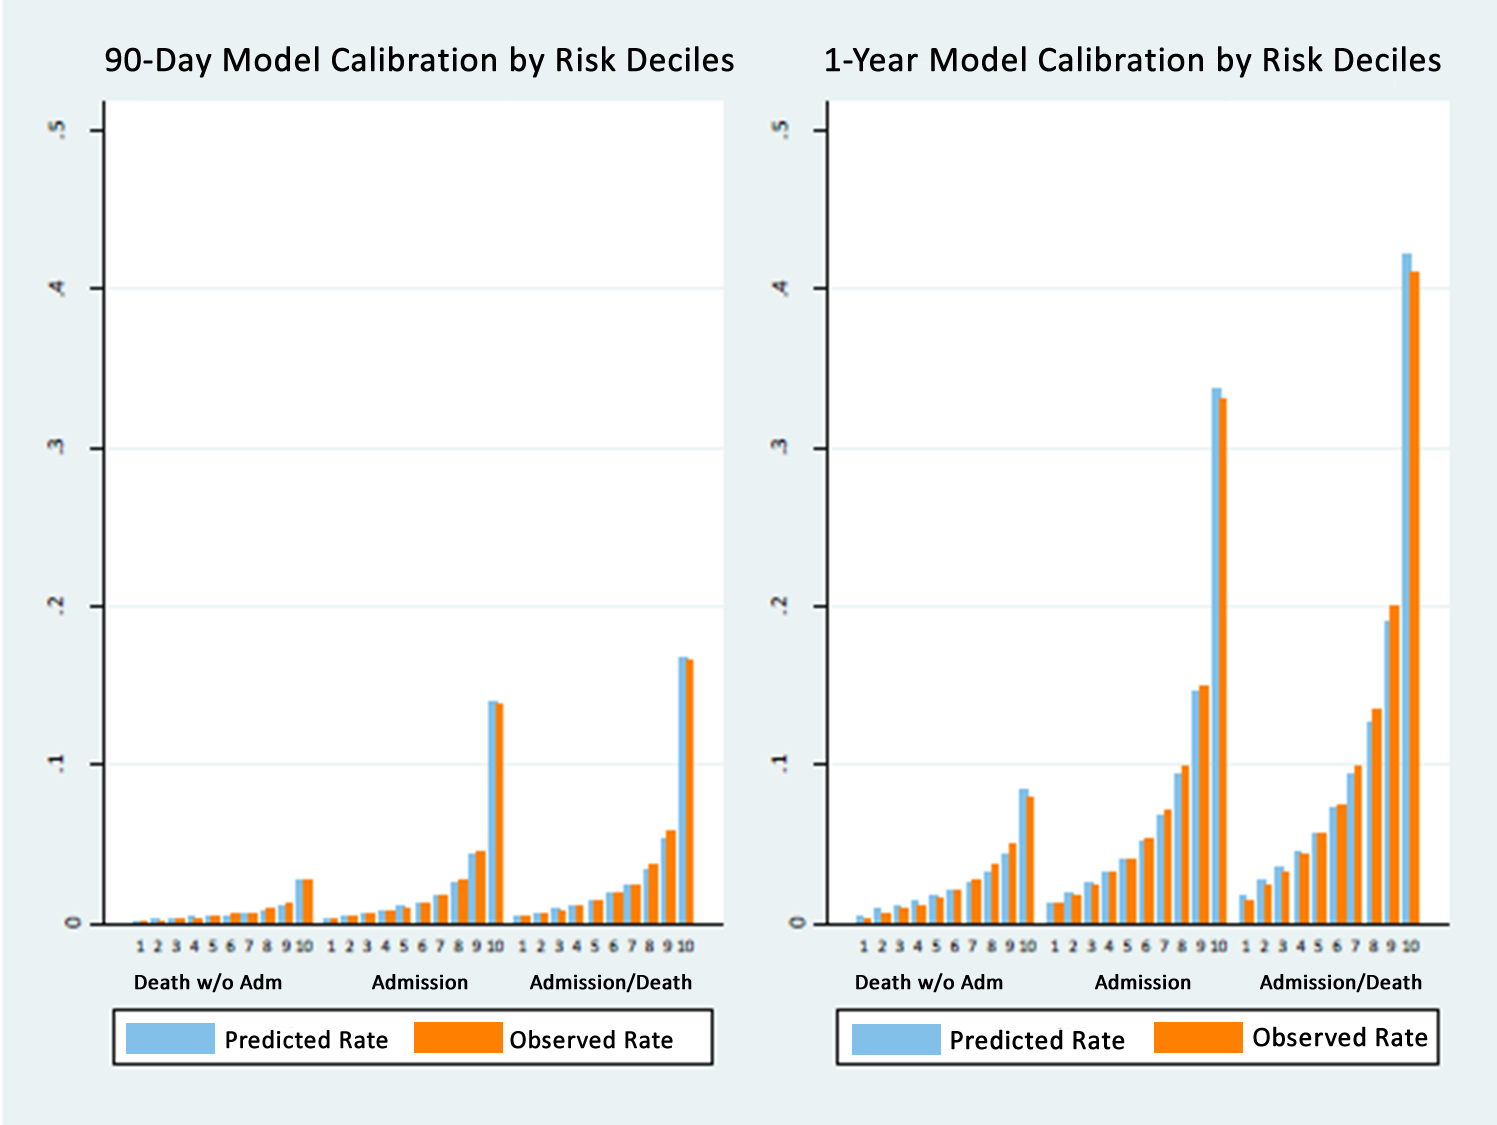 90-Day Model Calibration by Risk Deciles
.5
.4
.3
.2
.1
0
1 2 3 4 5 6 7 8 9 10 1 2 3 4 5 6 7 8 9 10 1 2 3 4 5 6 7 8 9 10
Death w/o Adm Admission Admission/Death
Predicted Rate Observed Rate
1-Year Model Calibration by Risk Deciles
.5
.4
.3
.2
.1
0
1 2 3 4 5 6 7 8 9 10 1 2 3 4 5 6 7 8 9 10 1 2 3 4 5 6 7 8 9 10
Death w/o Adm Admission Admission/Death
Predicted Rate Observed Rate